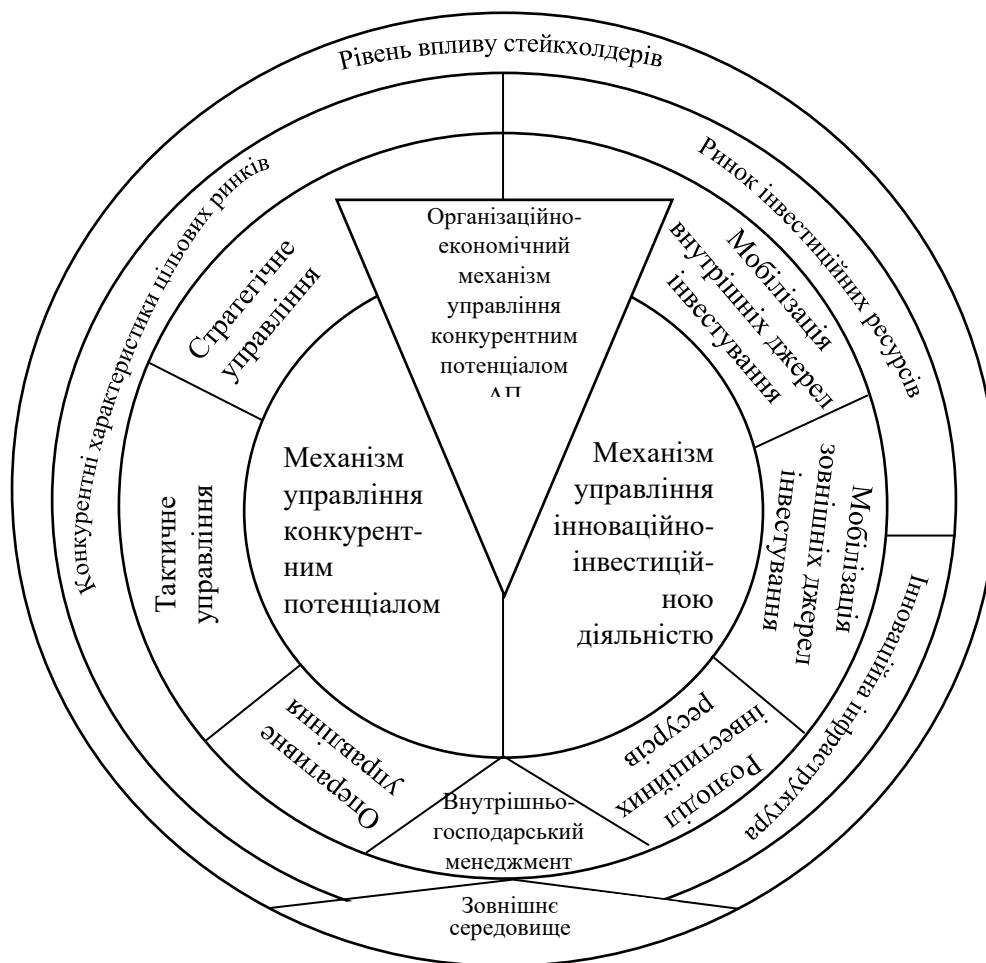 Рівень впливу стейкхолдерів
Конкурентні характеристики цільових ринків
Ринок інвестиційних ресурсів
Інноваційна інфраструктура
Стратегічне
управління
Тактичне
управління
Оперативне
управління
Мобілізація
внутрішніх джерел
інвестування
Мобілізація
зовнішніх джерел
інвестування
Розподіл
інвестиційних
ресурсів
Організаційно-
економічний
механізм
управління
конкурентним
потенціалом
АП
Механізм
управління
конкурент-
ним
потенціалом
Механізм
управління
інноваційно-
інвестицій-
ною
діяльністю
Внутрішньо-
господарський
менеджмент
Зовнішнє
середовище